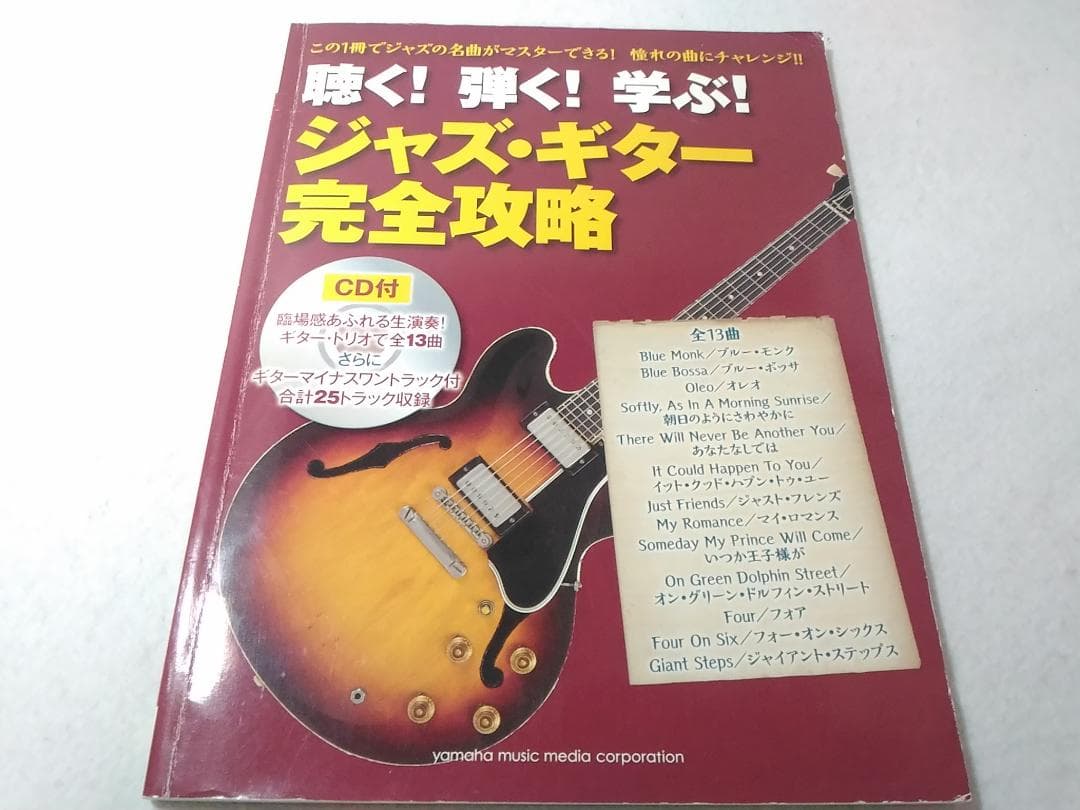 この1冊でジャズの名曲がマスターできる! 憧れの曲にチャレンジ!!
聴く! 弾く! 学ぶ!
ジャズ・ギター
完全攻略
CD付
臨場感あふれる生演奏!
ギター・トリオで全13曲
さらに
ギターマイナスワントラック付
合計25トラック収録
全13曲
Blue Monk/ブルー・モンク
Blue Bossa/ブルー・ボッサ
Oleo/オレオ
Softly, As In A Morning Sunrise/
朝日のようにさわやかに
There Will Never Be Another You/
あなたなしでは
It Could Happen To You/
イット・クッド・ハプン・トゥ・ユー
Just Friends/ジャスト・フレンズ
My Romance/マイ・ロマンス
Someday My Prince Will Come/
いつか王子様が
On Green Dolphin Street/
オン・グリーン・ドルフィン・ストリート
Four/フォア
Four On Six/フォー・オン・シックス
Giant Steps/ジャイアント・ステップス
yamaha music media corporation